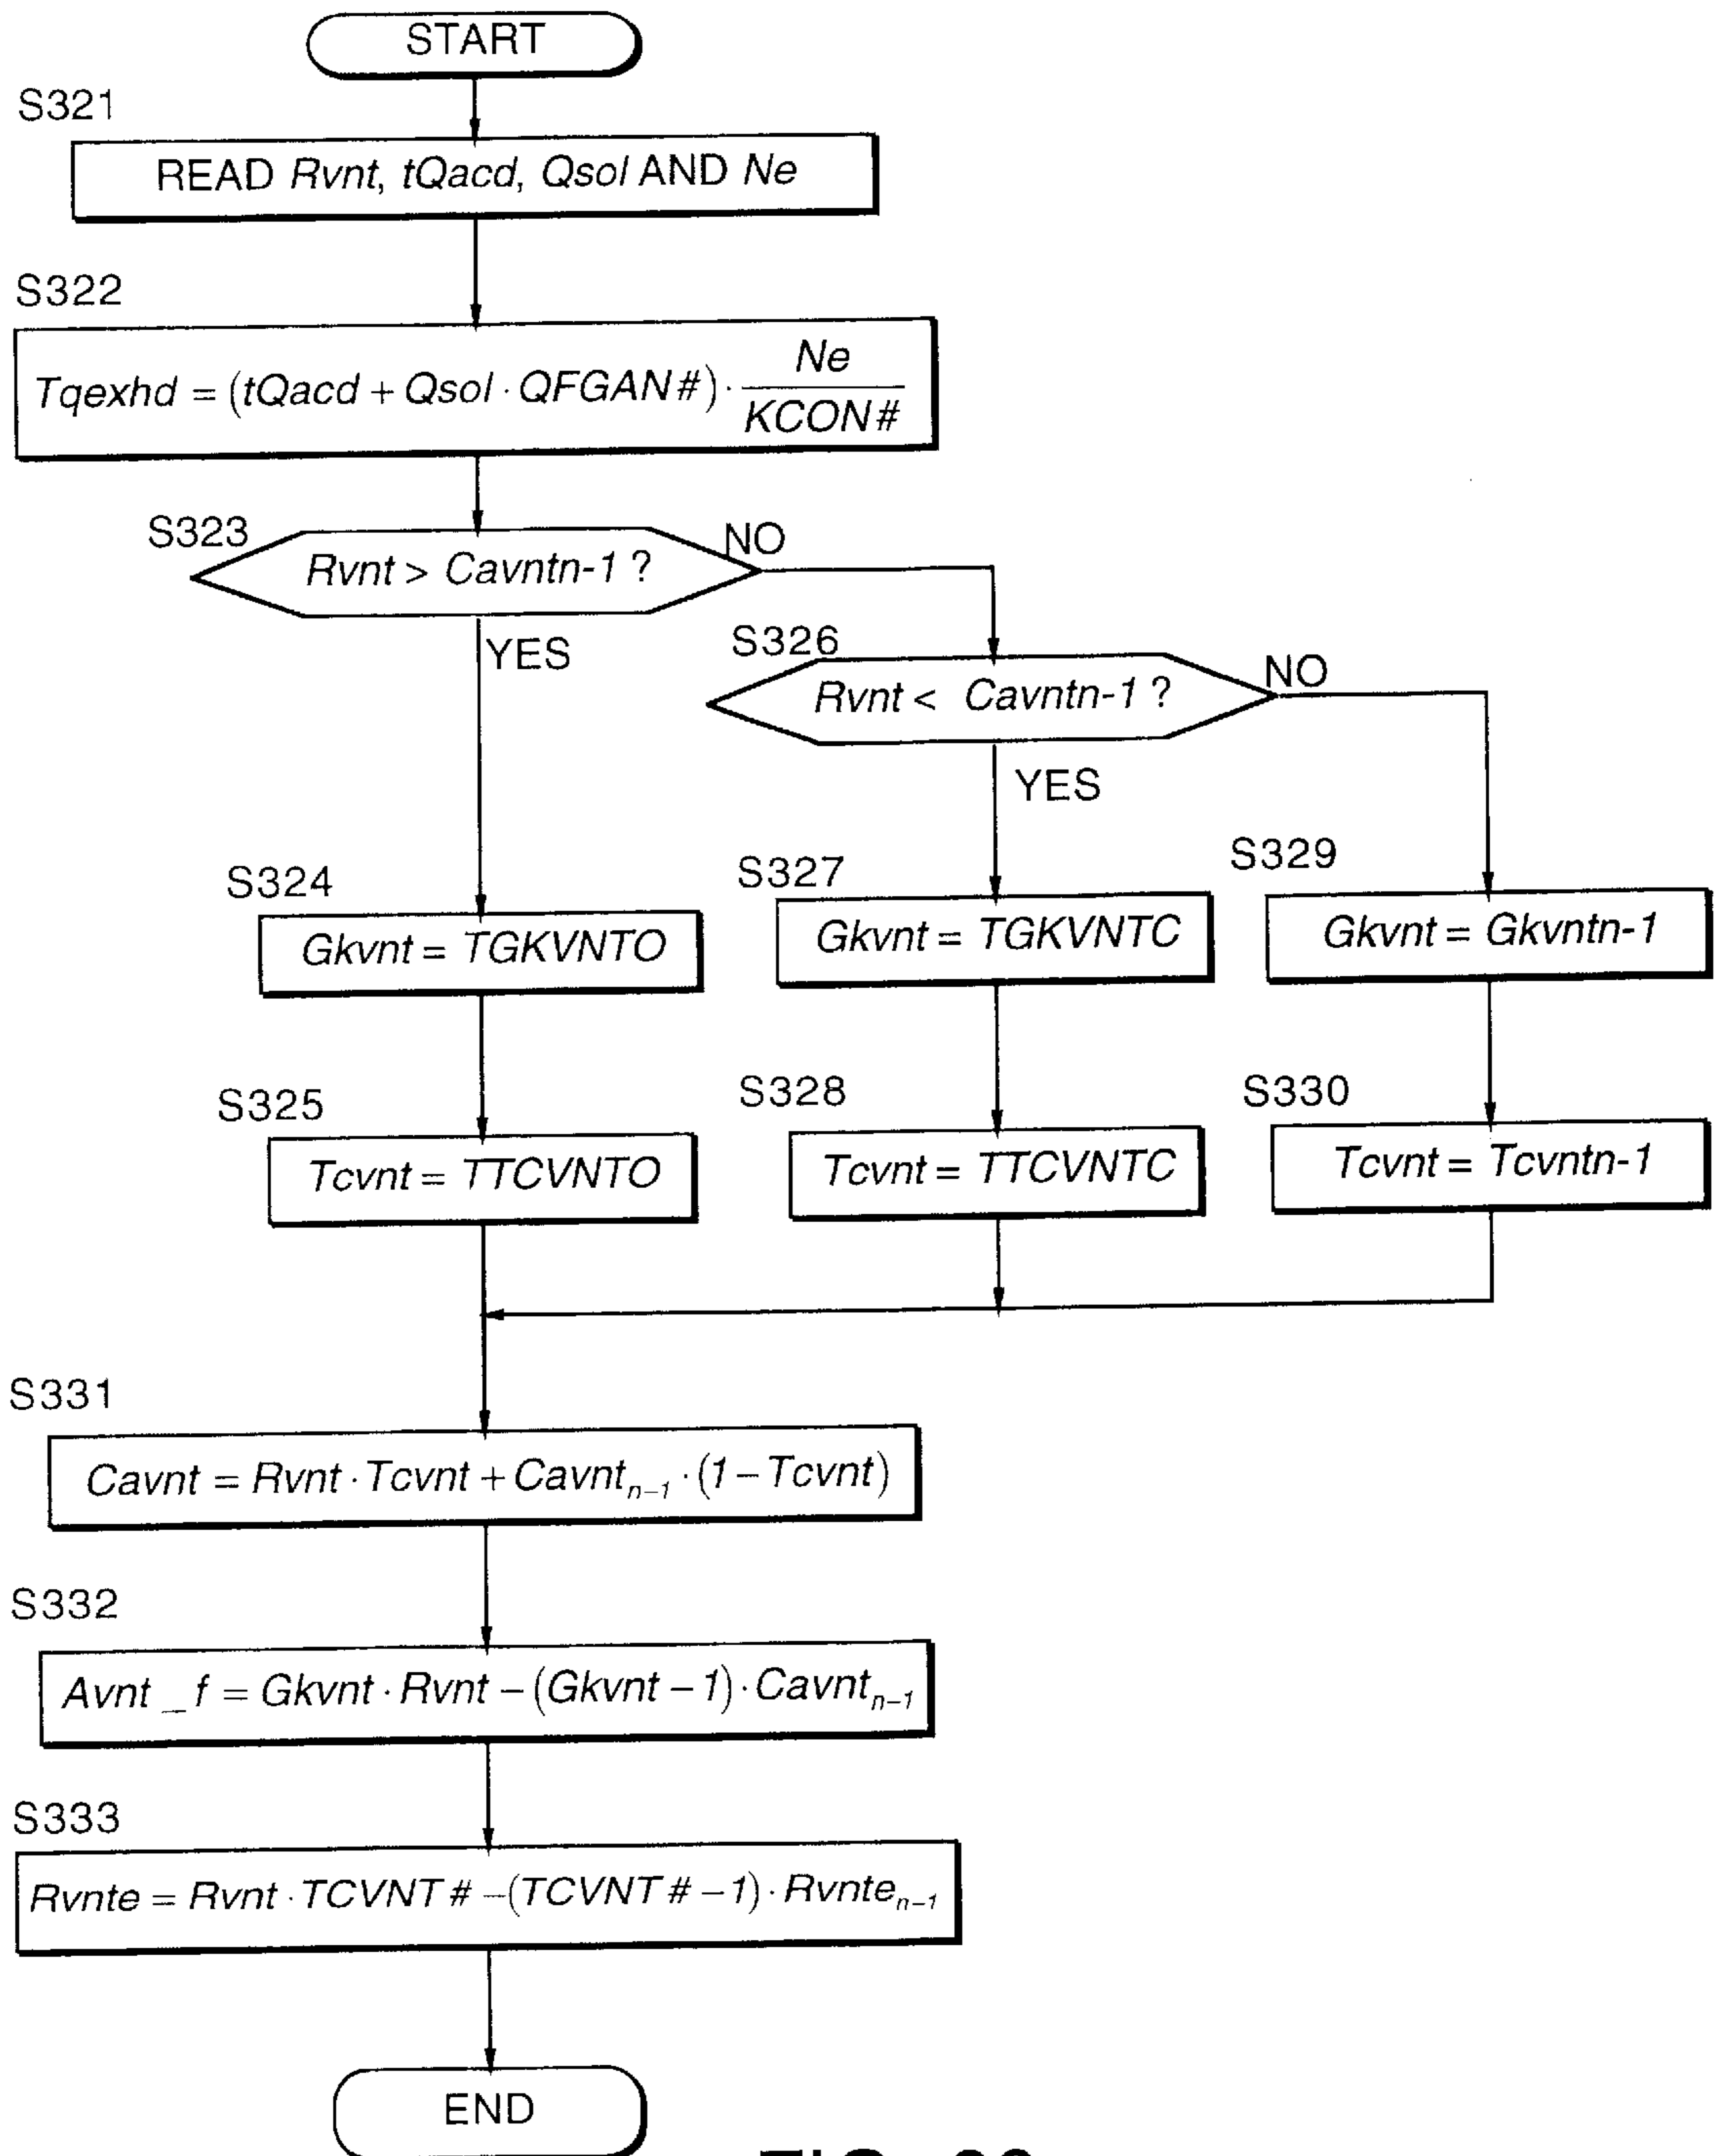 START
S321
READ Rvnt, tQacd, Qsol AND Ne
S322
Tqexhd = (tQacd + Qsol · QFGAN#) · Ne / KCON#
S323
Rvnt > Cavntn-1 ?
NO
YES
S326
Rvnt < Cavntn-1 ?
NO
YES
S324
Gkvnt = TGKVNTO
S327
Gkvnt = TGKVNTC
S329
Gkvnt = Gkvntn-1
S325
Tcvnt = TTCVNTO
S328
Tcvnt = TTCVNTC
S330
Tcvnt = Tcvntn-1
S331
Cavnt = Rvnt · Tcvnt + Cavntn–1 · (1 – Tcvnt)
S332
Avnt _ f = Gkvnt · Rvnt – (Gkvnt – 1) · Cavntn–1
S333
Rvnte = Rvnt · TCVNT # –(TCVNT # – 1) · Rvnten–1
END